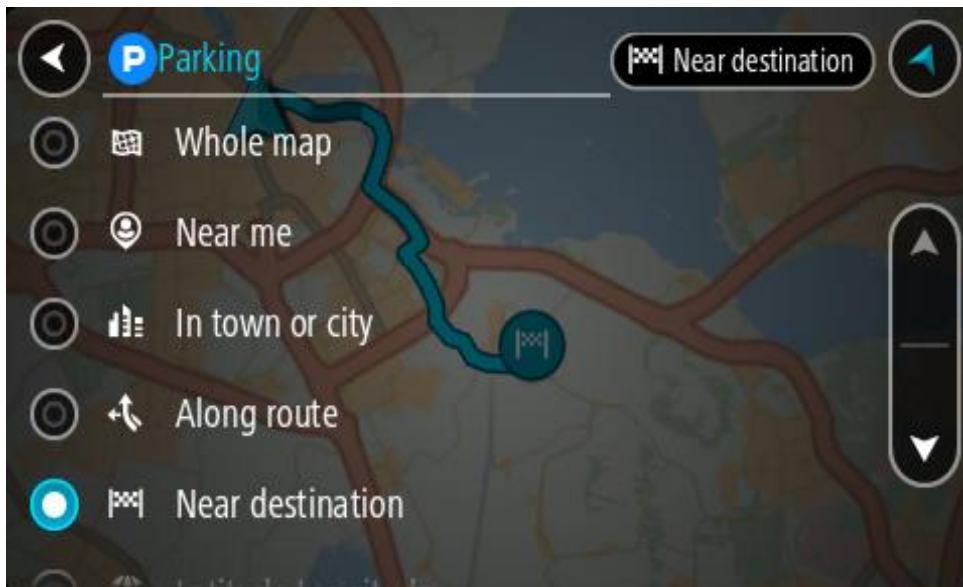 P Parking
Near destination
Whole map
Near me
In town or city
Along route
Near destination